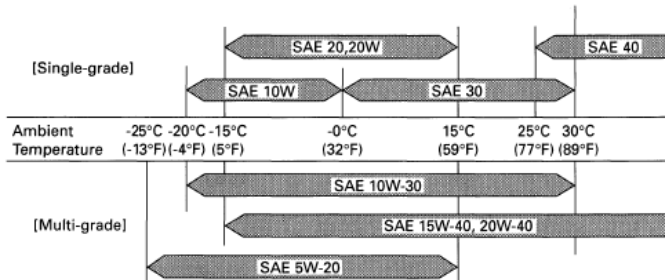 SAE 20,20W SAE 40
[Single-grade]
SAE 10W SAE 30
Ambient -25°C -20°C -15°C -0°C 15°C 25°C 30°C
Temperature (-13°F) (-4°F) (5°F) (32°F) (59°F) (77°F) (89°F)
SAE 10W-30
[Multi-grade] SAE 15W-40, 20W-40
SAE 5W-20